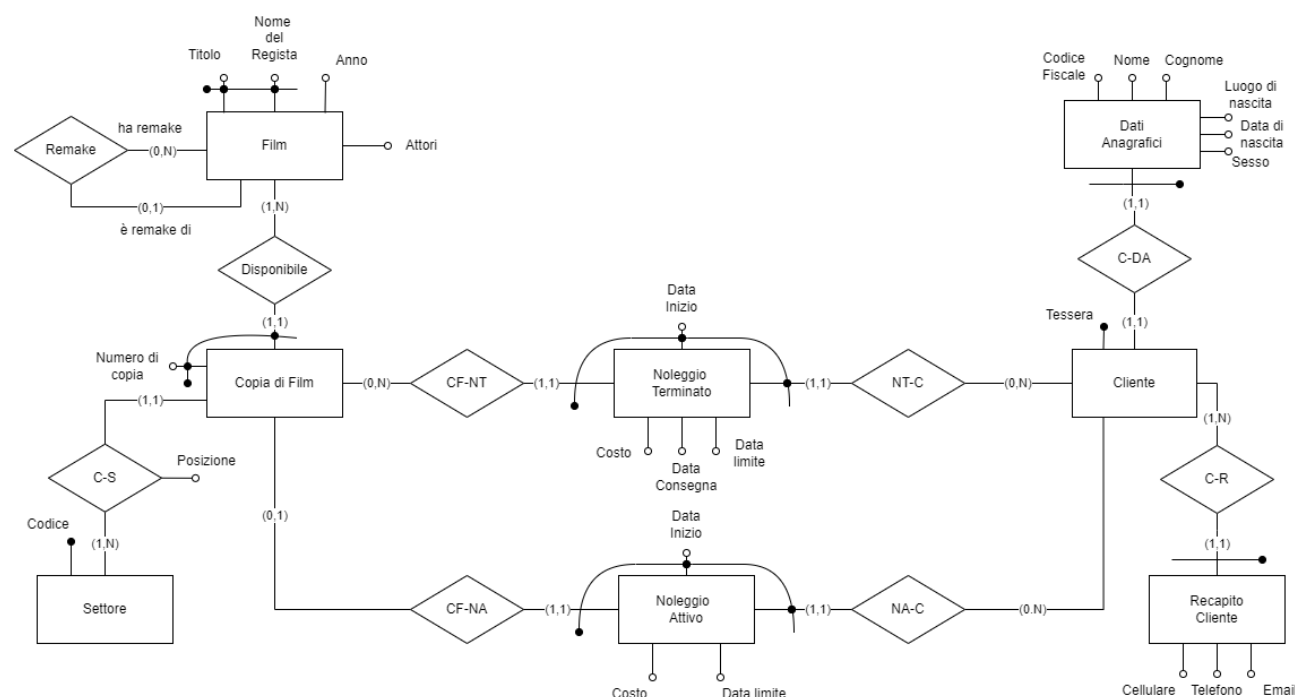 Nome
del
Regista
Titolo
Anno
Codice
Fiscale
Nome
Cognome
Luogo di
nascita
ha remake
Remake
(0,N)
Film
Attori
Dati
Anagrafici
Data di
nascita
Sesso
(0,1)
(1,N)
è remake di
(1,1)
Disponibile
C-DA
Data
Inizio
Tessera
(1,1)
(1,1)
Numero di
copia
Copia di Film
(0,N)
CF-NT
(1,1)
Noleggio
Terminato
(1,1)
NT-C
(0,N)
Cliente
(1,1)
(1,N)
Costo
Data
Consegna
Data
limite
C-S
Posizione
C-R
(0,1)
Data
Inizio
Codice
(1,N)
(1,1)
Settore
CF-NA
(1,1)
Noleggio
Attivo
(1,1)
NA-C
(0.N)
Recapito
Cliente
Costo
Data limite
Cellulare
Telefono
Email